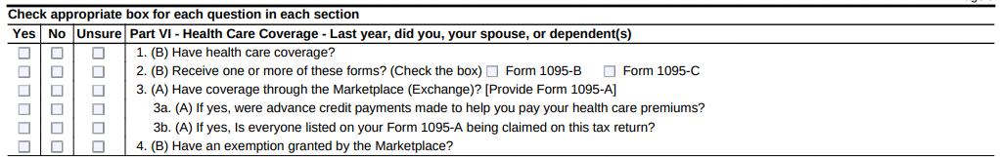 Check appropriate box for each question in each section
Yes No Unsure Part VI - Health Care Coverage - Last year, did you, your spouse, or dependent(s)
1. (B) Have health care coverage?
2. (B) Receive one or more of these forms? (Check the box) Form 1095-B Form 1095-C
3. (A) Have coverage through the Marketplace (Exchange)? [Provide Form 1095-A]
3a. (A) If yes, were advance credit payments made to help you pay your health care premiums?
3b. (A) If yes, Is everyone listed on your Form 1095-A being claimed on this tax return?
4. (B) Have an exemption granted by the Marketplace?